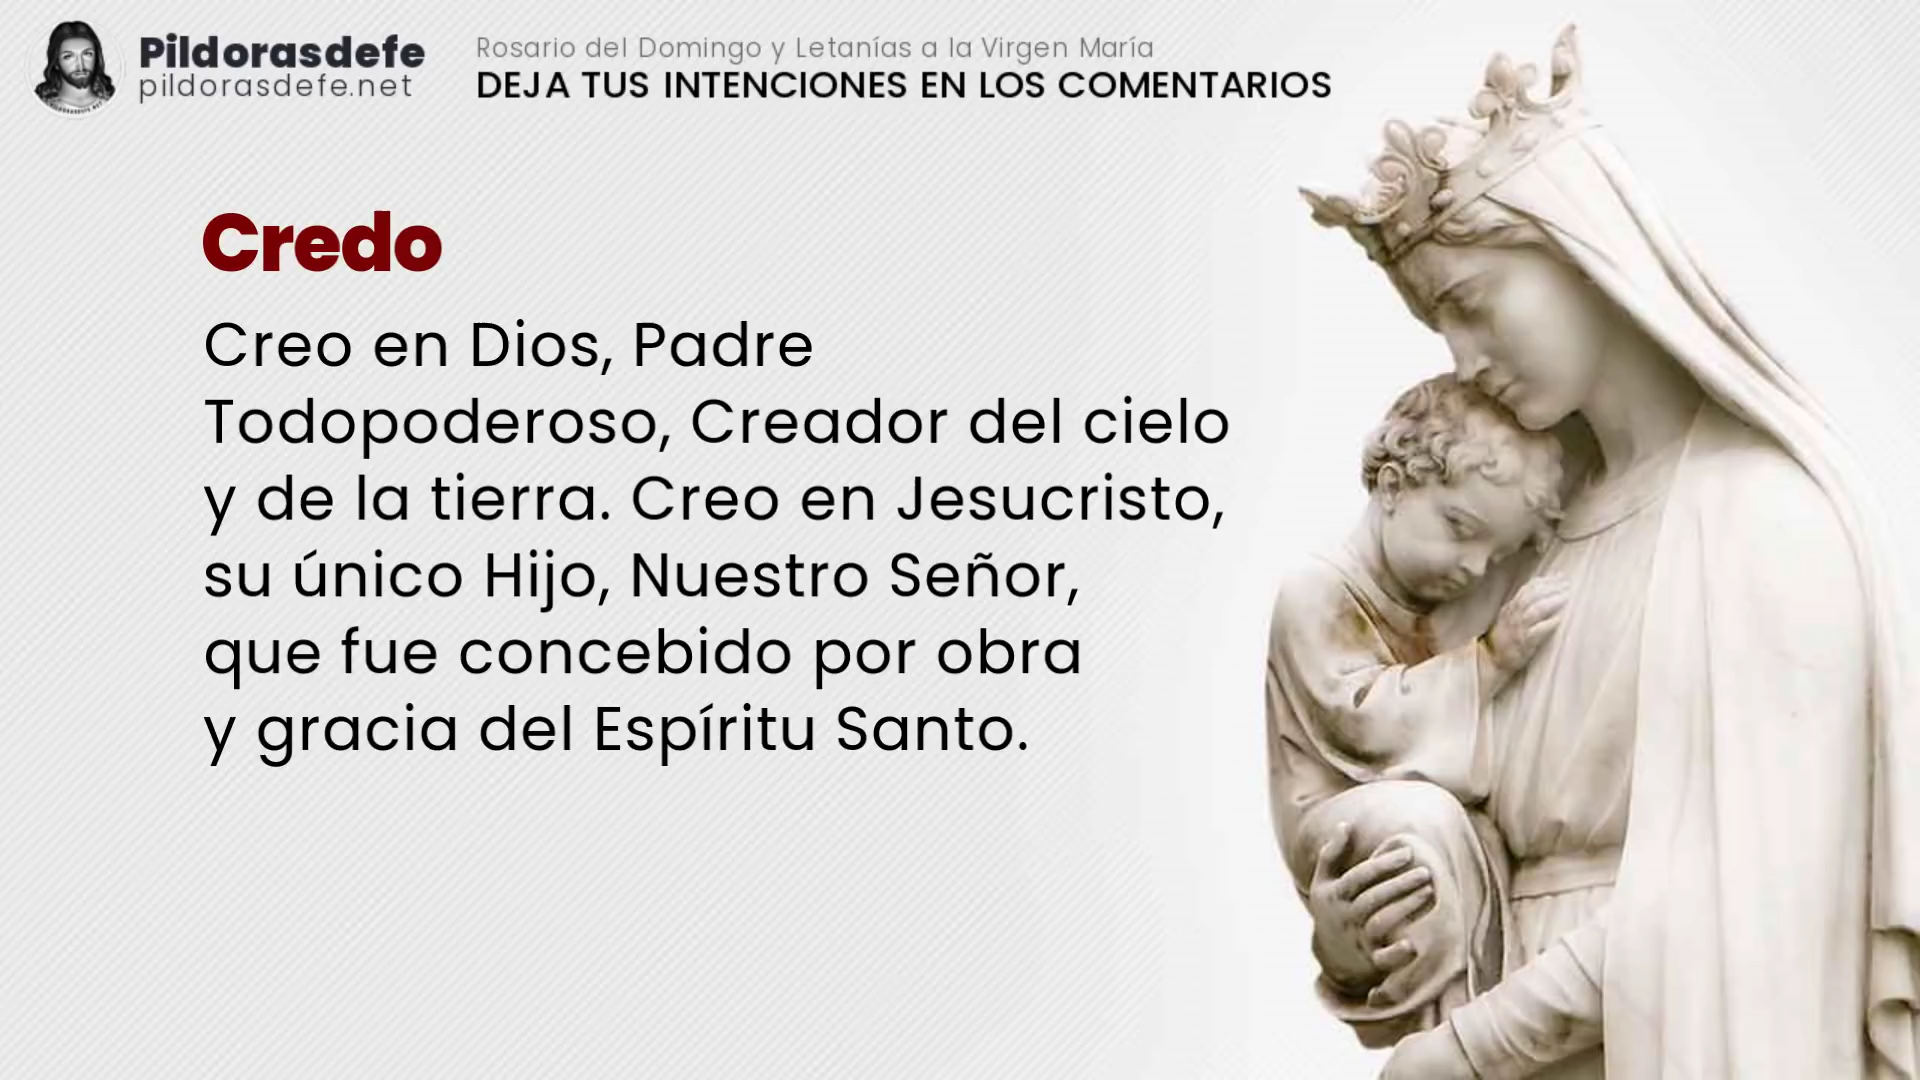 Pildorasdefe
pildorasdefe.net
Rosario del Domingo y Letanías a la Virgen María
DEJA TUS INTENCIONES EN LOS COMENTARIOS
Credo
Creo en Dios, Padre
Todopoderoso, Creador del cielo
y de la tierra. Creo en Jesucristo,
su único Hijo, Nuestro Señor,
que fue concebido por obra
y gracia del Espíritu Santo.